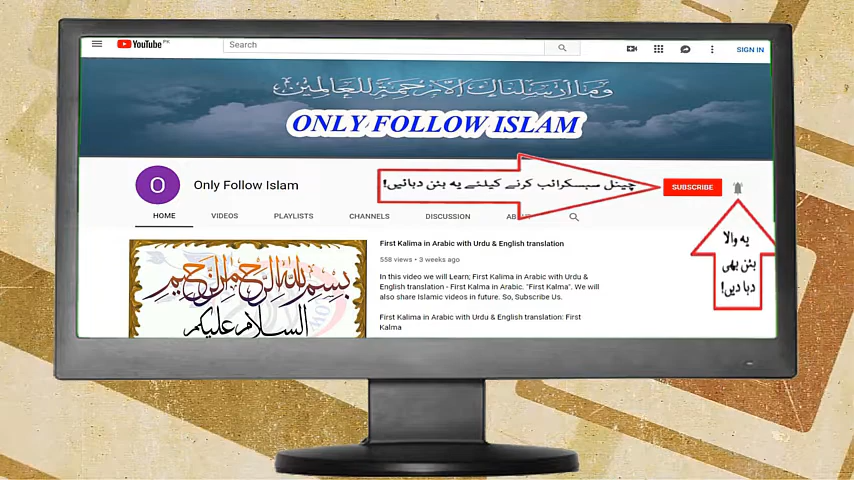 YouTube PK
Search
SIGN IN
وما أرسلناك إلا رحمة للعالمين
ONLY FOLLOW ISLAM
O
Only Follow Islam
چینل سبسکرائب کرنے کیلئے یہ بٹن دبائیں!
SUBSCRIBE
HOME
VIDEOS
PLAYLISTS
CHANNELS
DISCUSSION
یہ والا
بٹن بھی
دبا دیں!
First Kalima in Arabic with Urdu & English translation
558 views • 3 weeks ago
In this video we will Learn; First Kalima in Arabic with Urdu &
English translation - First Kalima in Arabic. "First Kalma". We will
also share Islamic videos in future. So, Subscribe Us.
First Kalima in Arabic with Urdu & English translation: First
Kalma
بسم الله الرحمن الرحيم
السلام عليكم